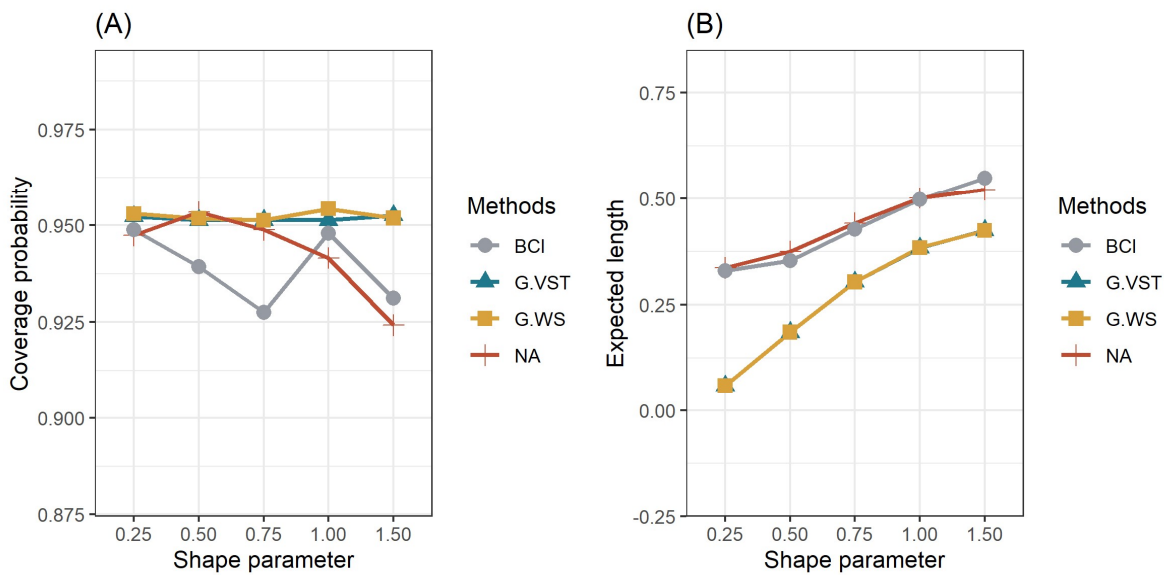 (A)
Coverage probability
0.975
0.950
0.925
0.900
0.875
0.25 0.50 0.75 1.00 1.50
Shape parameter
Methods
BCI
G.VST
G.WS
NA
(B)
Expected length
0.75
0.50
0.25
0.00
-0.25
0.25 0.50 0.75 1.00 1.50
Shape parameter
Methods
BCI
G.VST
G.WS
NA